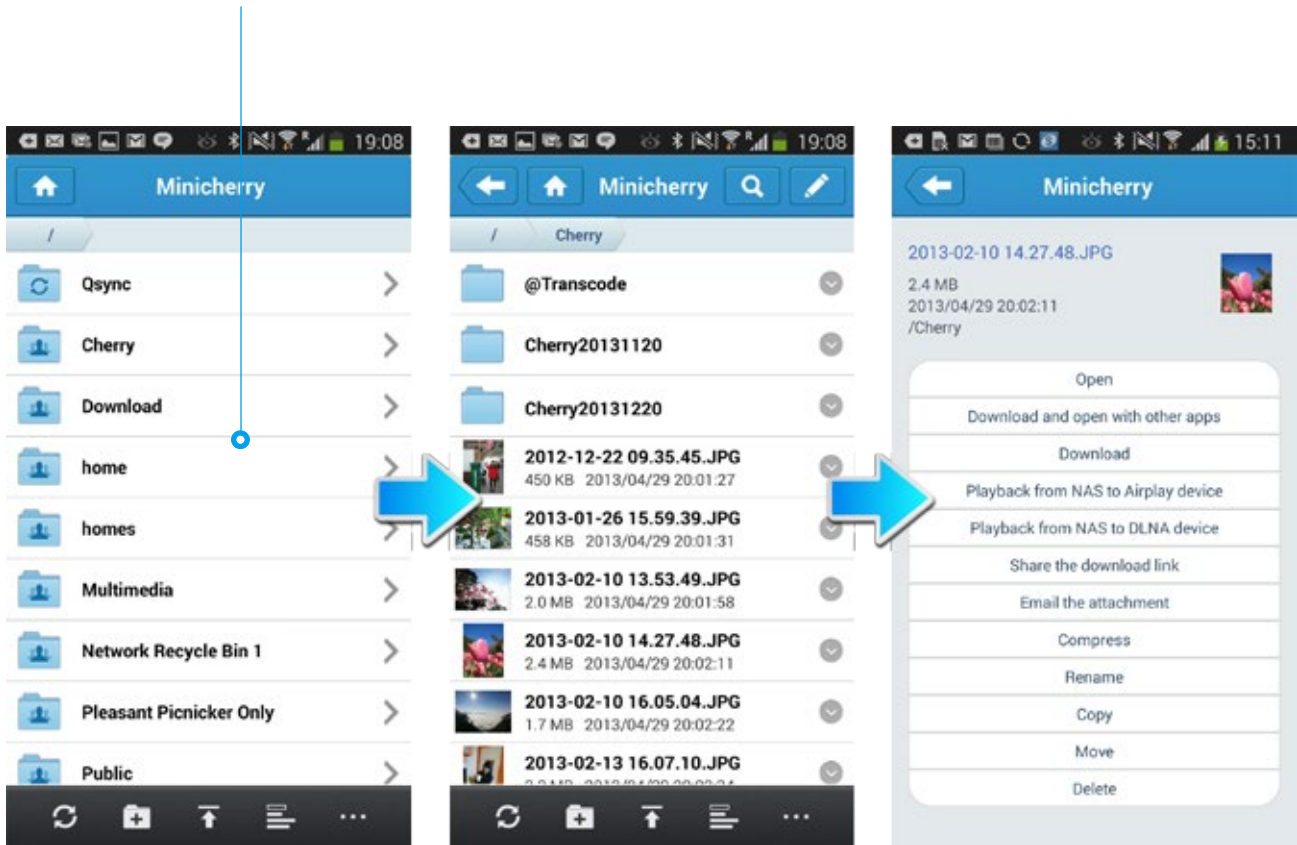 19:08
Minicherry
/
Qsync
Cherry
Download
home
homes
Multimedia
Network Recycle Bin 1
Pleasant Picnicker Only
Public
19:08
Minicherry
/ Cherry
@Transcode
Cherry20131120
Cherry20131220
2012-12-22 09.35.45.JPG
450 KB 2013/04/29 20:01:27
2013-01-26 15.59.39.JPG
458 KB 2013/04/29 20:01:31
2013-02-10 13.53.49.JPG
2.0 MB 2013/04/29 20:01:58
2013-02-10 14.27.48.JPG
2.4 MB 2013/04/29 20:02:11
2013-02-10 16.05.04.JPG
1.7 MB 2013/04/29 20:02:22
2013-02-13 16.07.10.JPG
15:11
Minicherry
2013-02-10 14.27.48.JPG
2.4 MB
2013/04/29 20:02:11
/Cherry
Open
Download and open with other apps
Download
Playback from NAS to Airplay device
Playback from NAS to DLNA device
Share the download link
Email the attachment
Compress
Rename
Copy
Move
Delete